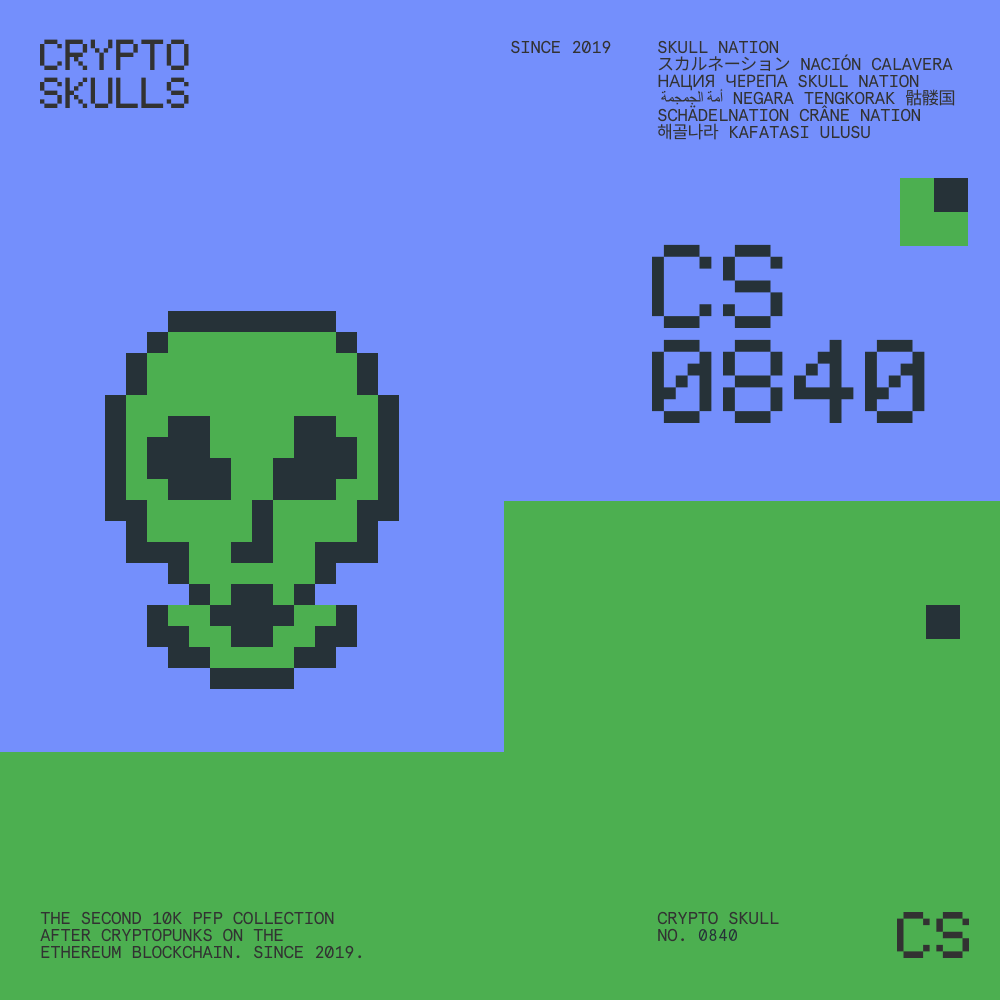 CRYPTO
SKULLS
SINCE 2019
SKULL NATION
スカルネーション NACIÓN CALAVERA
НАЦИЯ ЧЕРЕПА SKULL NATION
أمة الجمجمة NEGARA TENGKORAK 骷髅国
SCHÄDELNATION CRÂNE NATION
해골나라 KAFATASI ULUSU
CS
0840
THE SECOND 10K PFP COLLECTION
AFTER CRYPTOPUNKS ON THE
ETHEREUM BLOCKCHAIN. SINCE 2019.
CRYPTO SKULL
NO. 0840
CS